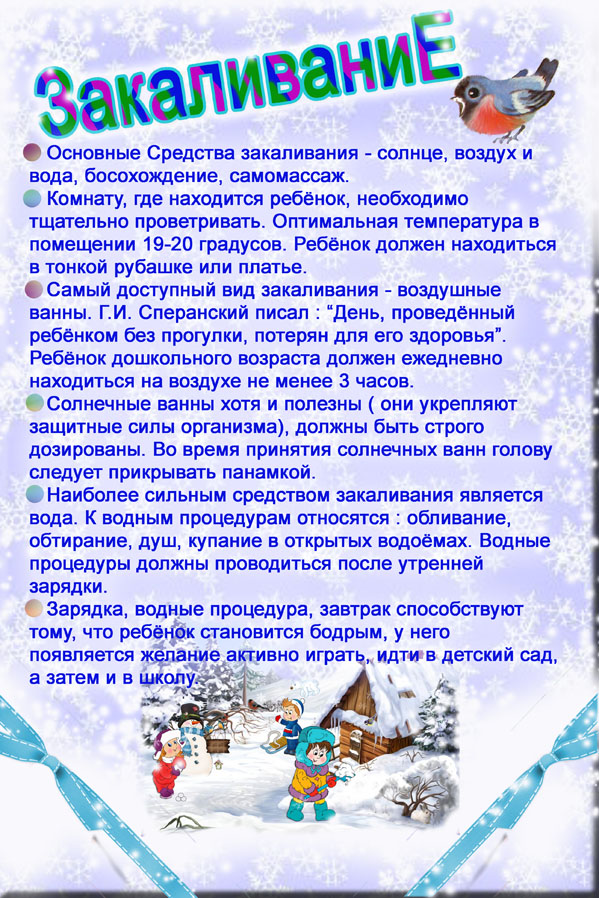 ЗакаливаниЕ
Основные Средства закаливания - солнце, воздух и
вода, босохождение, самомассаж.
Комнату, где находится ребёнок, необходимо
тщательно проветривать. Оптимальная температура в
помещении 19-20 градусов. Ребёнок должен находиться
в тонкой рубашке или платье.
Самый доступный вид закаливания - воздушные
ванны. Г.И. Сперанский писал : “День, проведённый
ребёнком без прогулки, потерян для его здоровья”.
Ребёнок дошкольного возраста должен ежедневно
находиться на воздухе не менее 3 часов.
Солнечные ванны хотя и полезны ( они укрепляют
защитные силы организма), должны быть строго
дозированы. Во время принятия солнечных ванн голову
следует прикрывать панамкой.
Наиболее сильным средством закаливания является
вода. К водным процедурам относятся : обливание,
обтирание, душ, купание в открытых водоёмах. Водные
процедуры должны проводиться после утренней
зарядки.
Зарядка, водные процедура, завтрак способствуют
тому, что ребёнок становится бодрым, у него
появляется желание активно играть, идти в детский сад,
а затем и в школу.